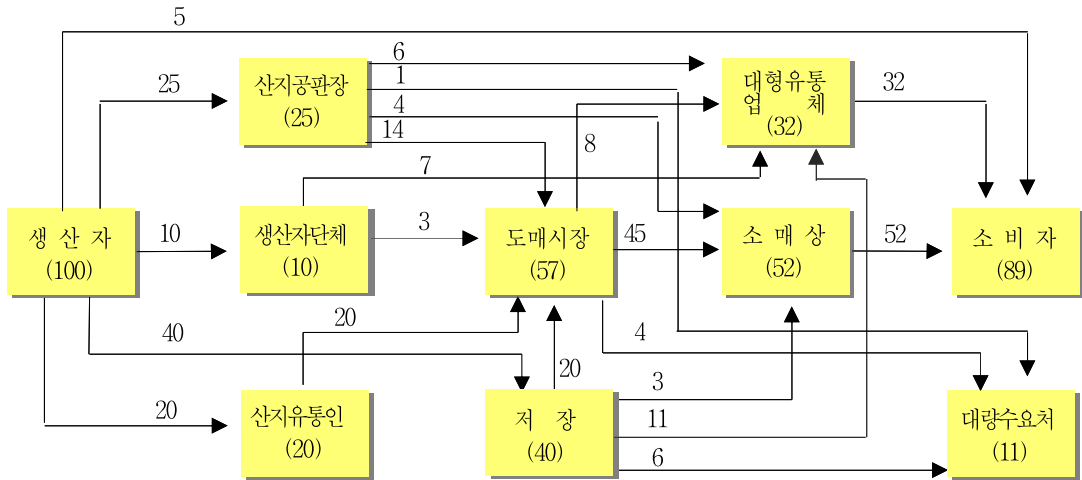 5
25
산지공판장
(25)
6
1
4
14
대형유통
업 체
(32)
32
8
7
생 산 자
(100)
10
생산자단체
(10)
3
도매시장
(57)
45
소 매 상
(52)
52
소 비 자
(89)
40
20
20
4
20
산지유통인
(20)
저 장
(40)
3
11
6
대량수요처
(11)